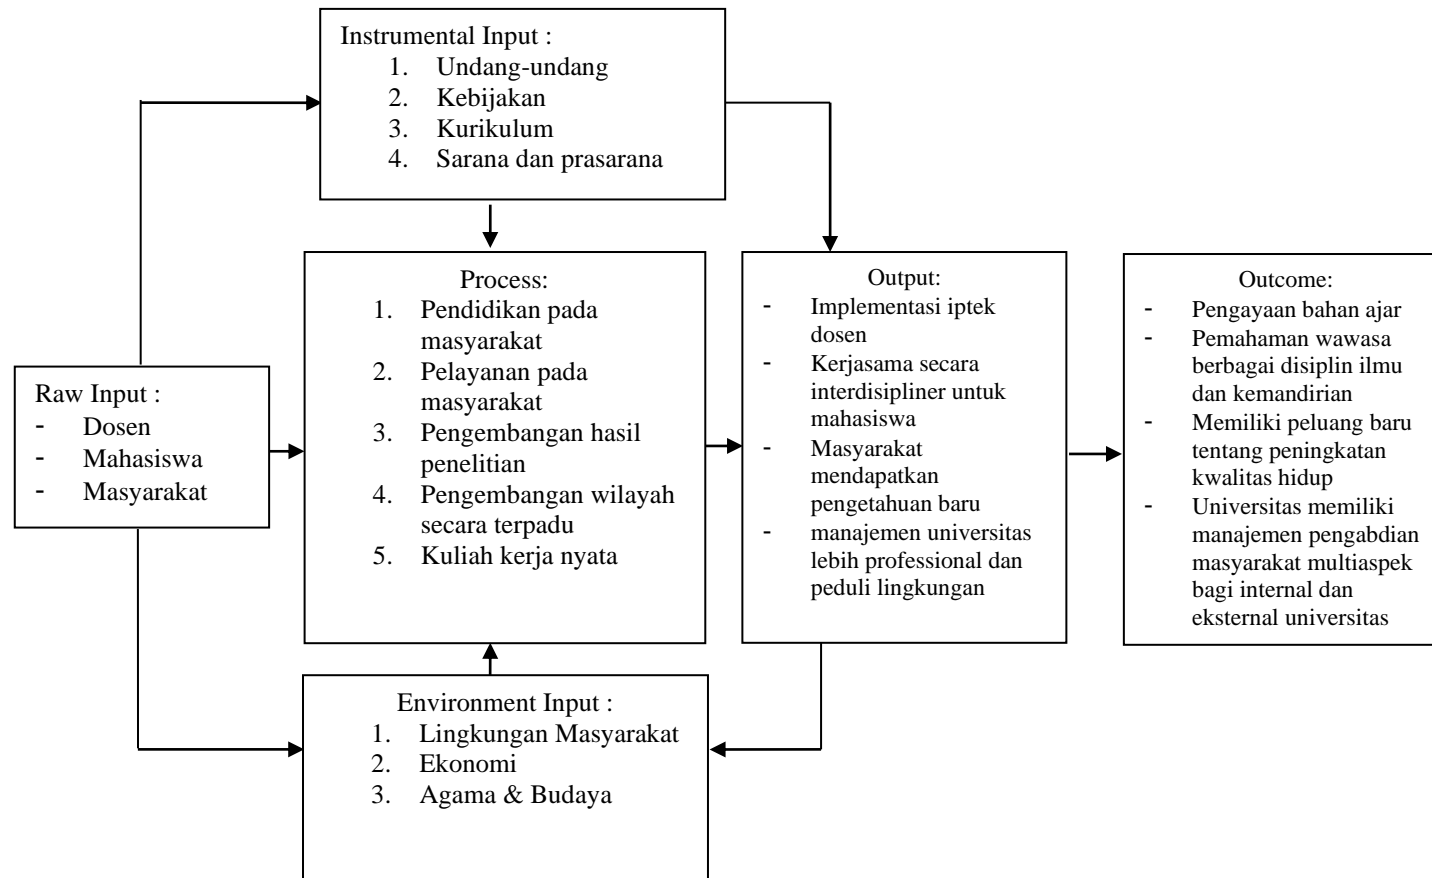 Instrumental Input :
1. Undang-undang
2. Kebijakan
3. Kurikulum
4. Sarana dan prasarana
Raw Input :
- Dosen
- Mahasiswa
- Masyarakat
Process:
1. Pendidikan pada
masyarakat
2. Pelayanan pada
masyarakat
3. Pengembangan hasil
penelitian
4. Pengembangan wilayah
secara terpadu
5. Kuliah kerja nyata
Output:
- Implementasi iptek
dosen
- Kerjasama secara
interdisipliner untuk
mahasiswa
- Masyarakat
mendapatkan
pengetahuan baru
- manajemen universitas
lebih professional dan
peduli lingkungan
Outcome:
- Pengayaan bahan ajar
- Pemahaman wawasa
berbagai disiplin ilmu
dan kemandirian
- Memiliki peluang baru
tentang peningkatan
kwalitas hidup
- Universitas memiliki
manajemen pengabdian
masyarakat multiaspek
bagi internal dan
eksternal universitas
Environment Input :
1. Lingkungan Masyarakat
2. Ekonomi
3. Agama & Budaya